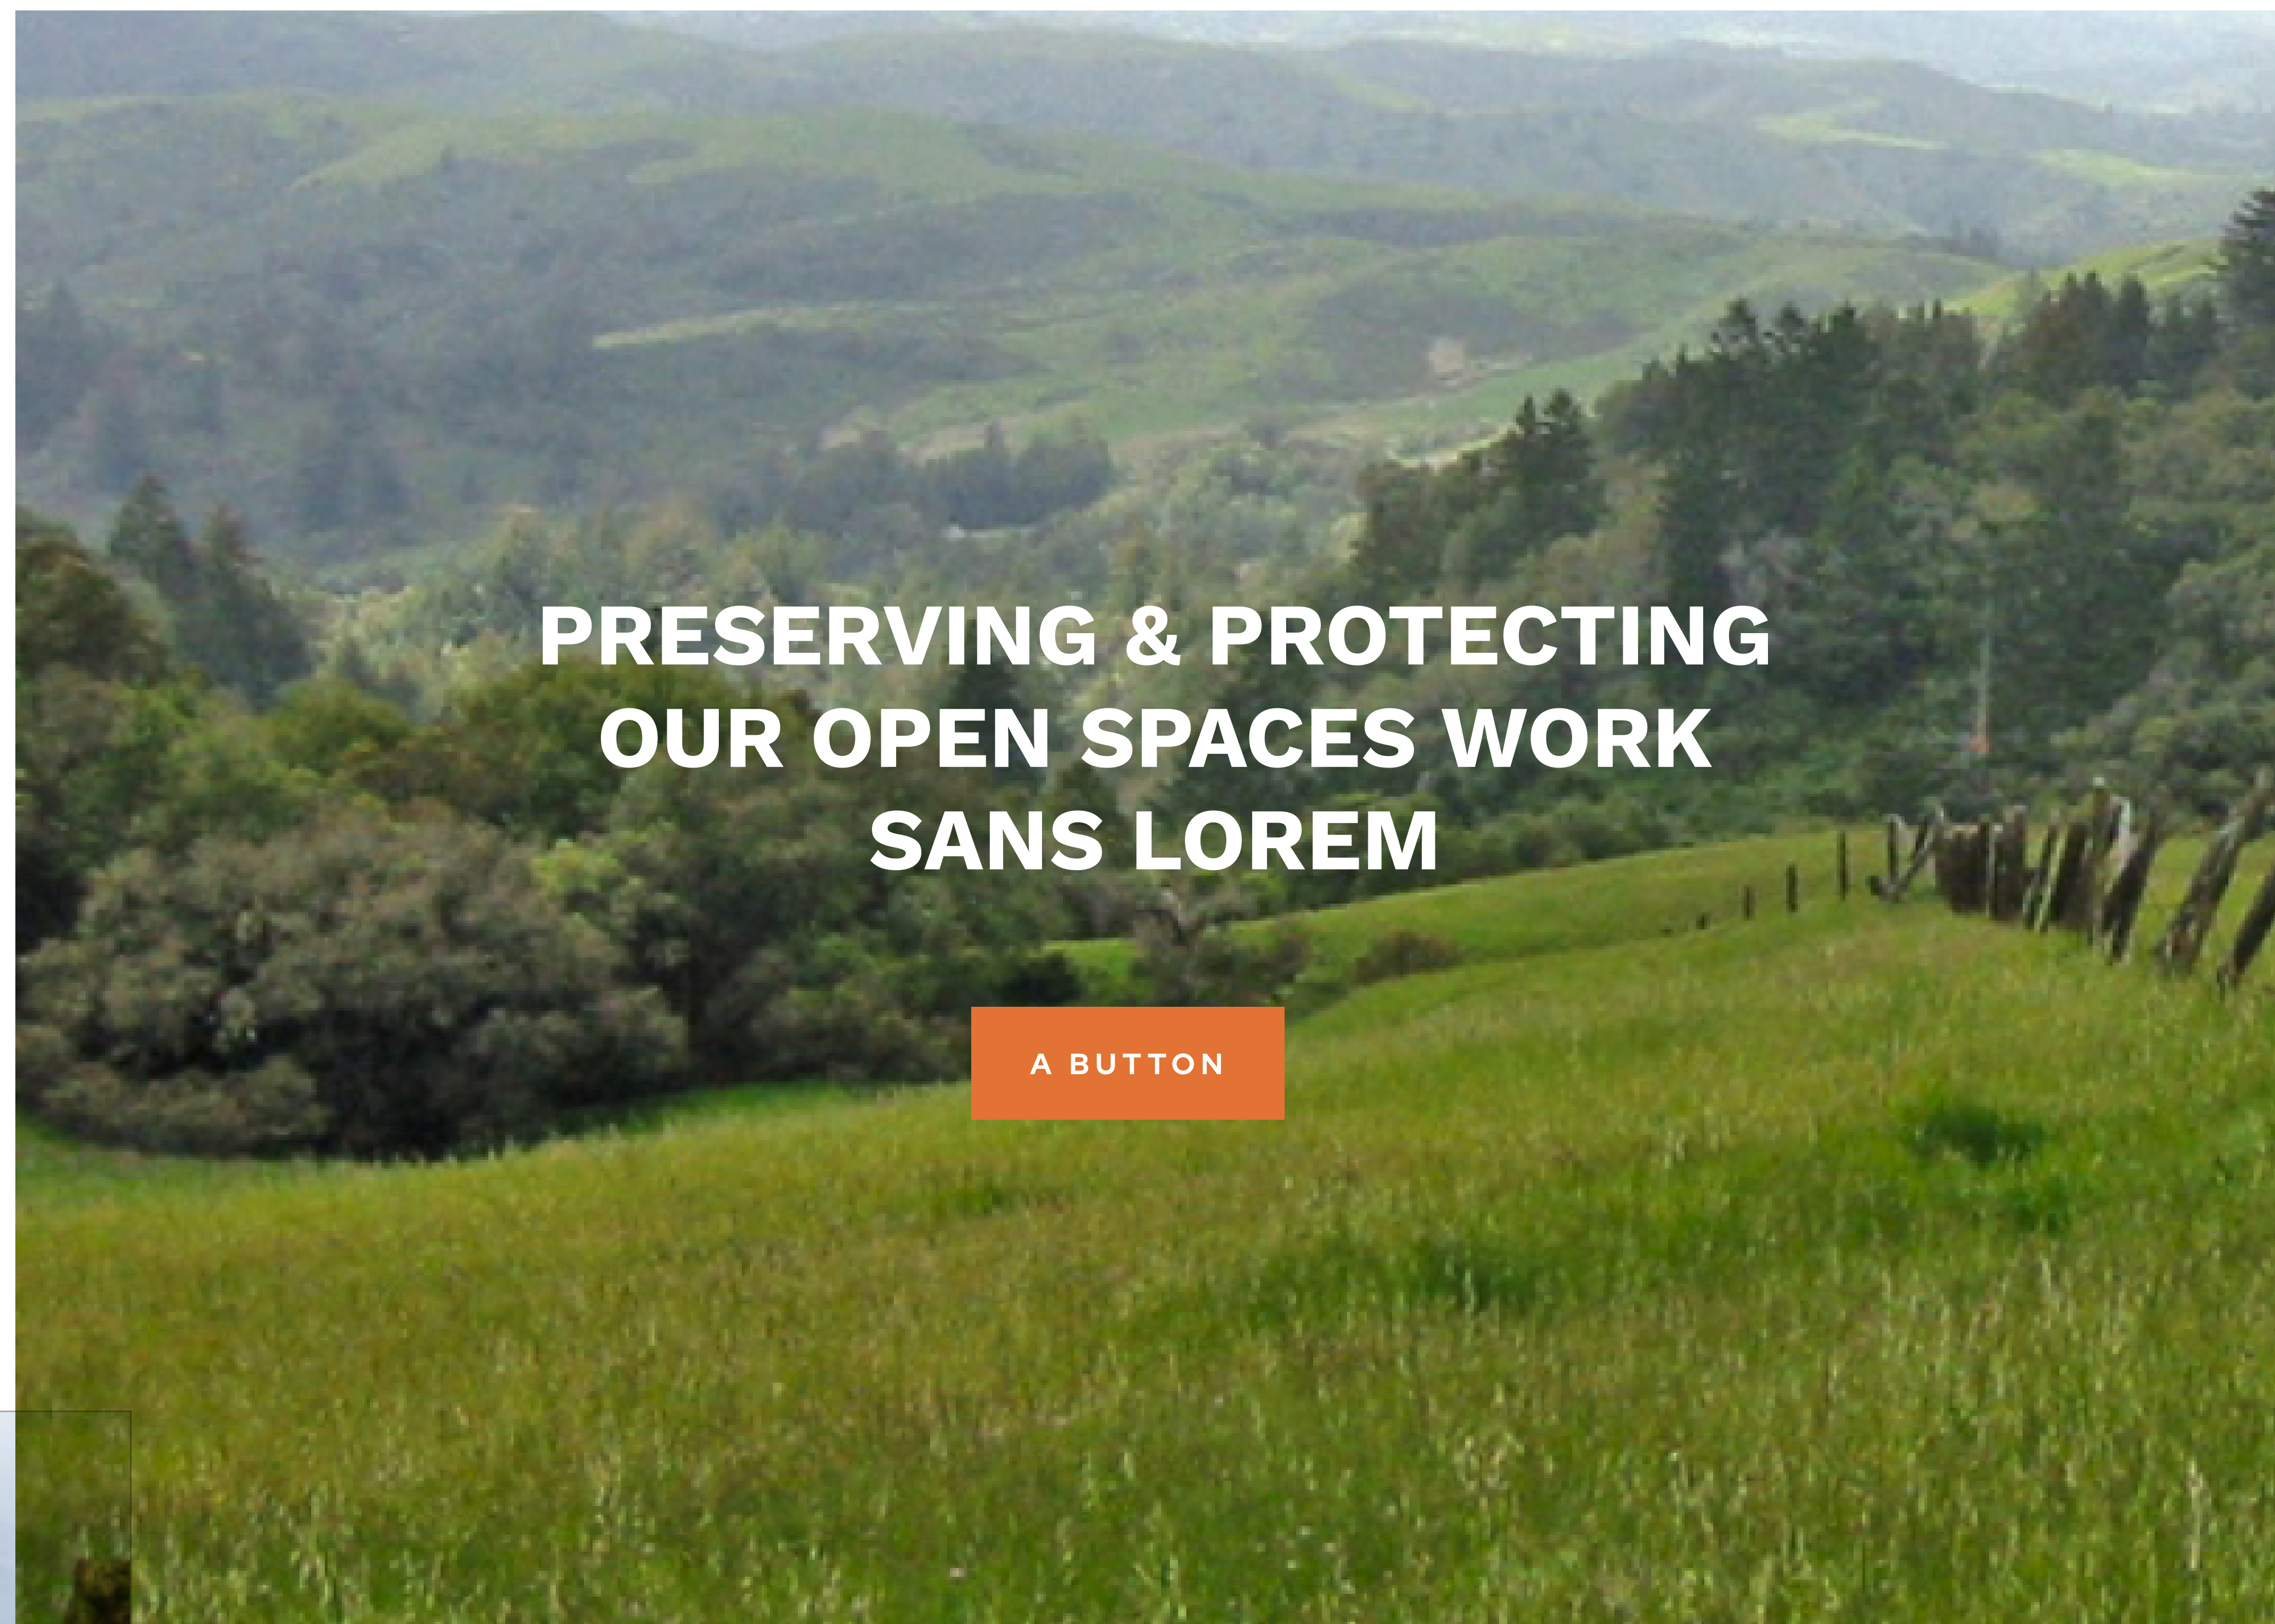 PRESERVING & PROTECTING
OUR OPEN SPACES WORK
SANS LOREM
A BUTTON